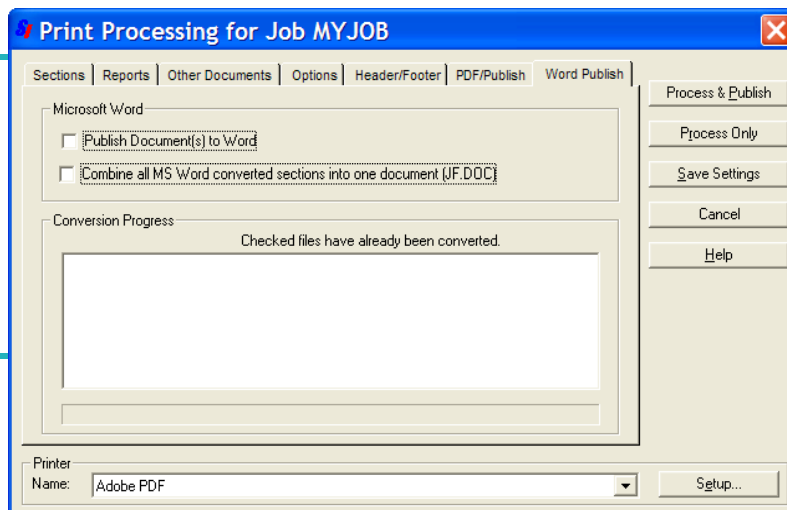 Print Processing for Job MYJOB
Sections Reports Other Documents Options Header/Footer PDF/Publish Word Publish
Microsoft Word
Publish Document(s) to Word
Combine all MS Word converted sections into one document (JF.DOC)
Conversion Progress
Checked files have already been converted.
Process & Publish
Process Only
Save Settings
Cancel
Help
Printer
Name: Adobe PDF Setup...